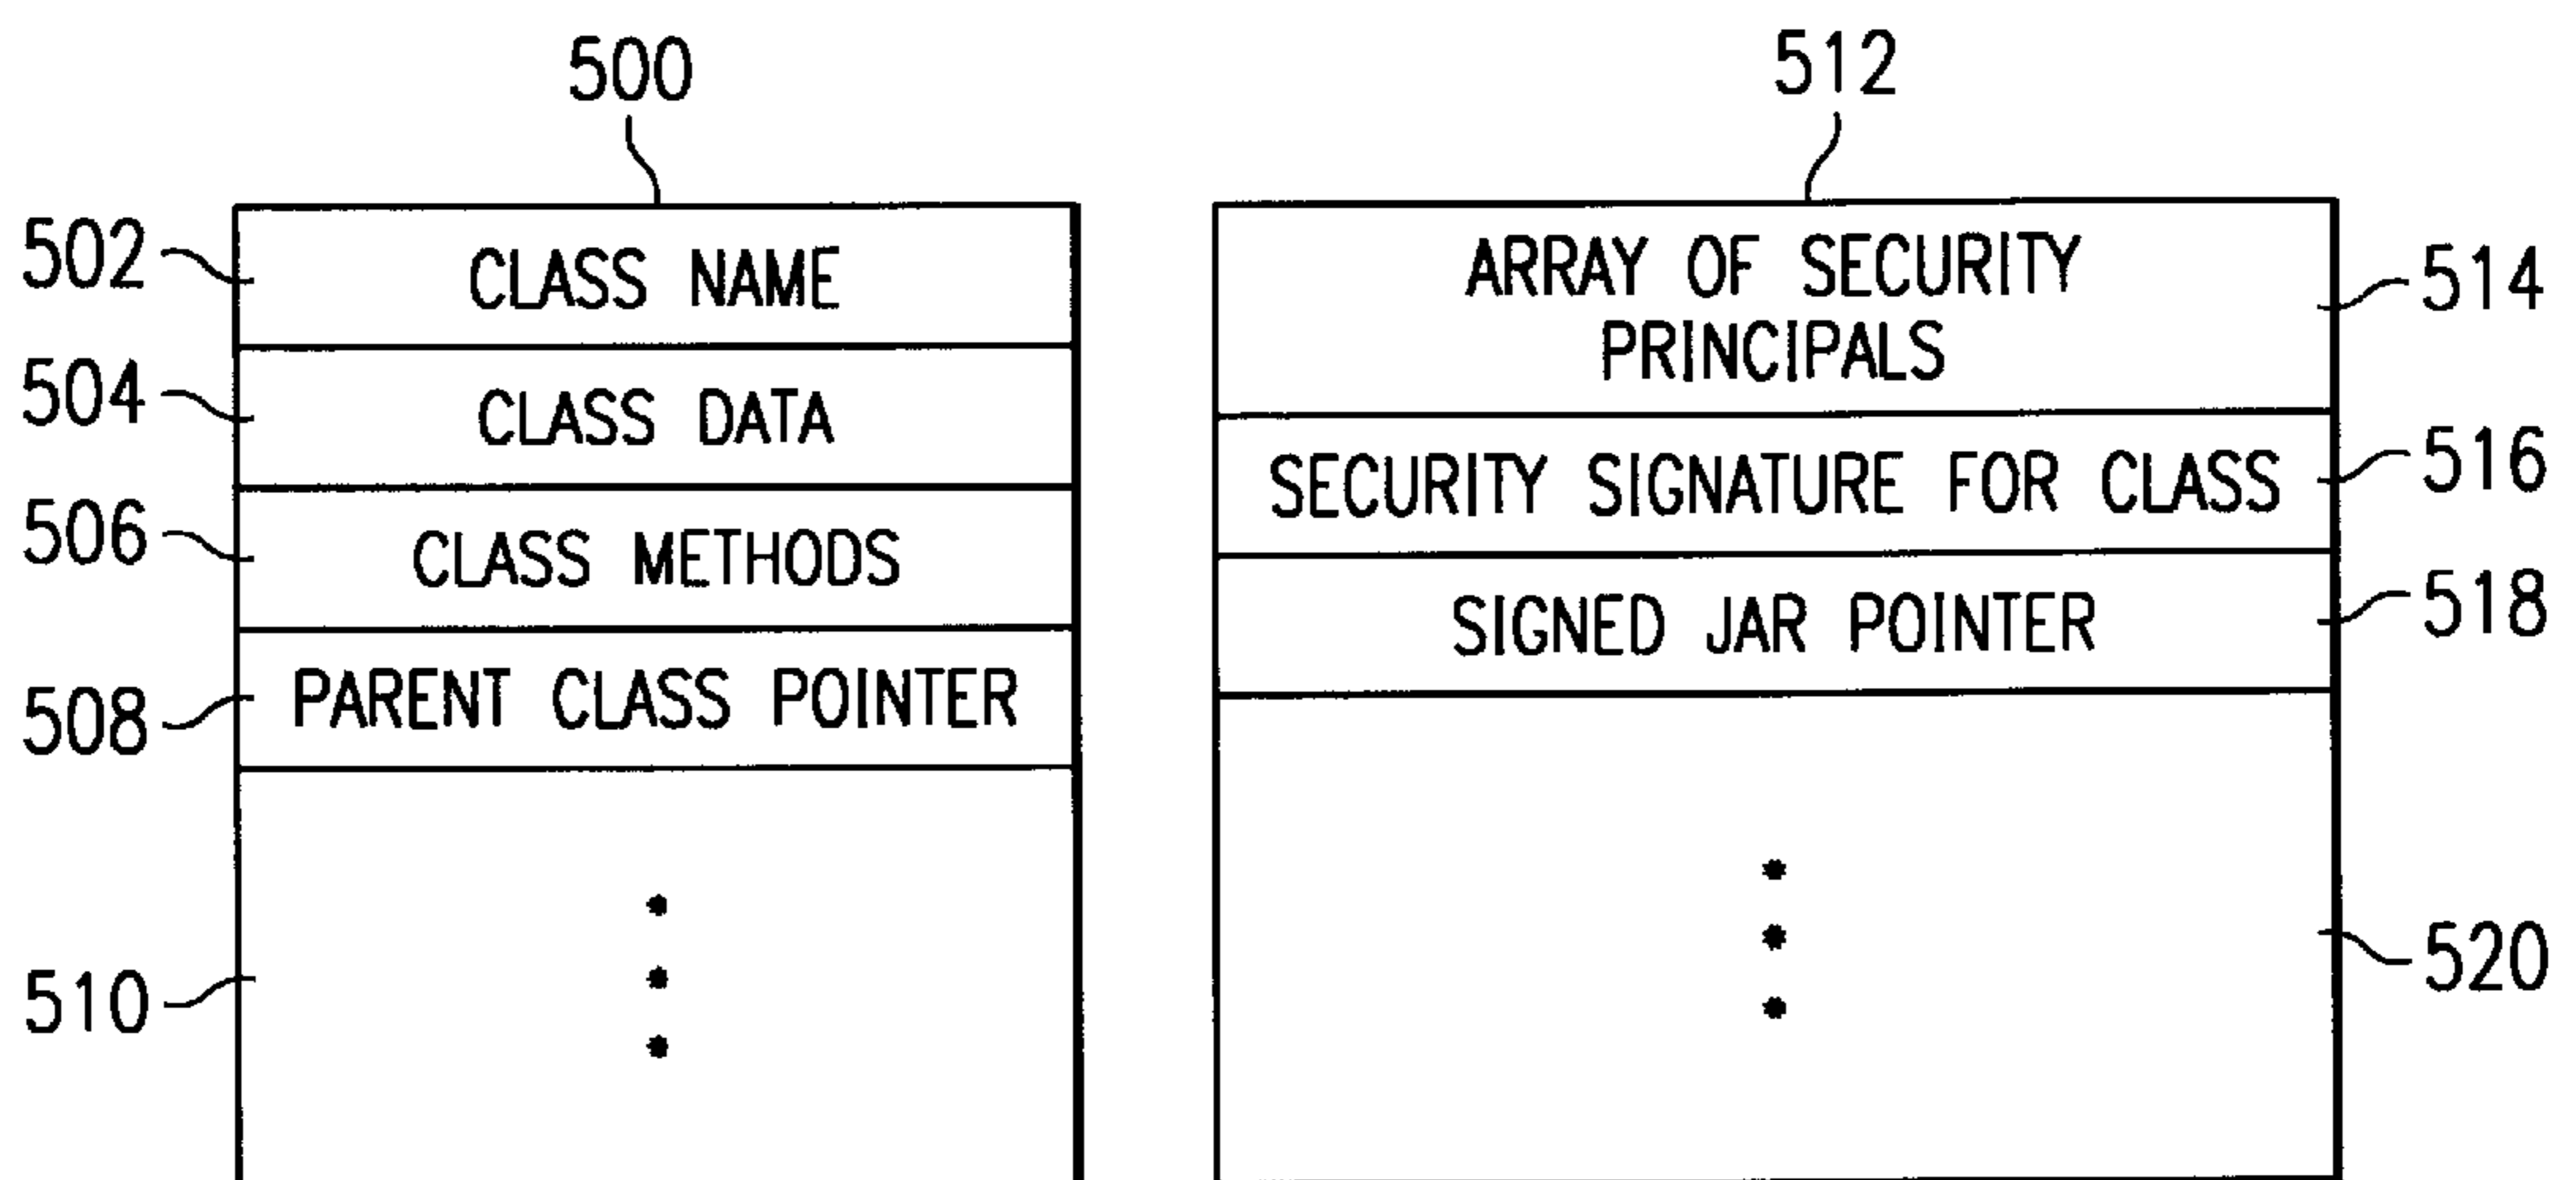 500
502
CLASS NAME
504
CLASS DATA
506
CLASS METHODS
508
PARENT CLASS POINTER
510
512
ARRAY OF SECURITY
PRINCIPALS
514
SECURITY SIGNATURE FOR CLASS
516
SIGNED JAR POINTER
518
520